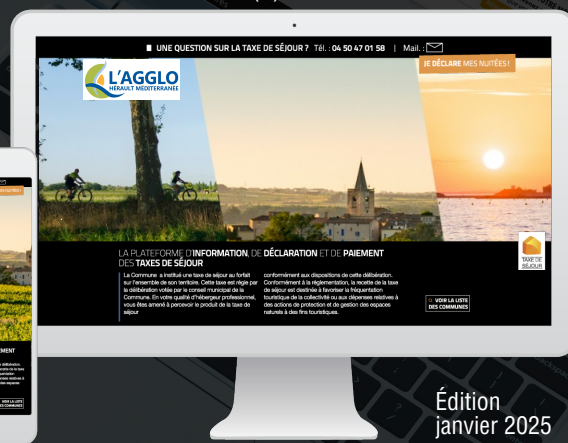 UNE QUESTION SUR LA TAXE DE SÉJOUR ? Tél. : 04 50 47 01 58 | Mail. :
L'AGGLO
HÉRAULT MÉDITERRANÉE
JE DÉCLARE MES NUITÉES !
LA PLATEFORME D'INFORMATION, DE DÉCLARATION ET DE PAIEMENT
DES TAXES DE SÉJOUR
La Commune a institué une taxe de séjour au forfait
sur l'ensemble de son territoire. Cette taxe est régie par
la délibération votée par le conseil municipal de la
Commune. En votre qualité d'hébergeur professionnel,
vous êtes amené à percevoir le produit de la taxe de
séjour
conformément aux dispositions de cette délibération.
Conformément à la réglementation, la recette de la taxe
de séjour est destinée à favoriser la fréquentation
touristique de la collectivité ou aux dépenses relatives à
des actions de protection et de gestion des espaces
naturels à des fins touristiques.
VOIR LA LISTE
DES COMMUNES
TAXE DE
SÉJOUR
Édition
janvier 2025